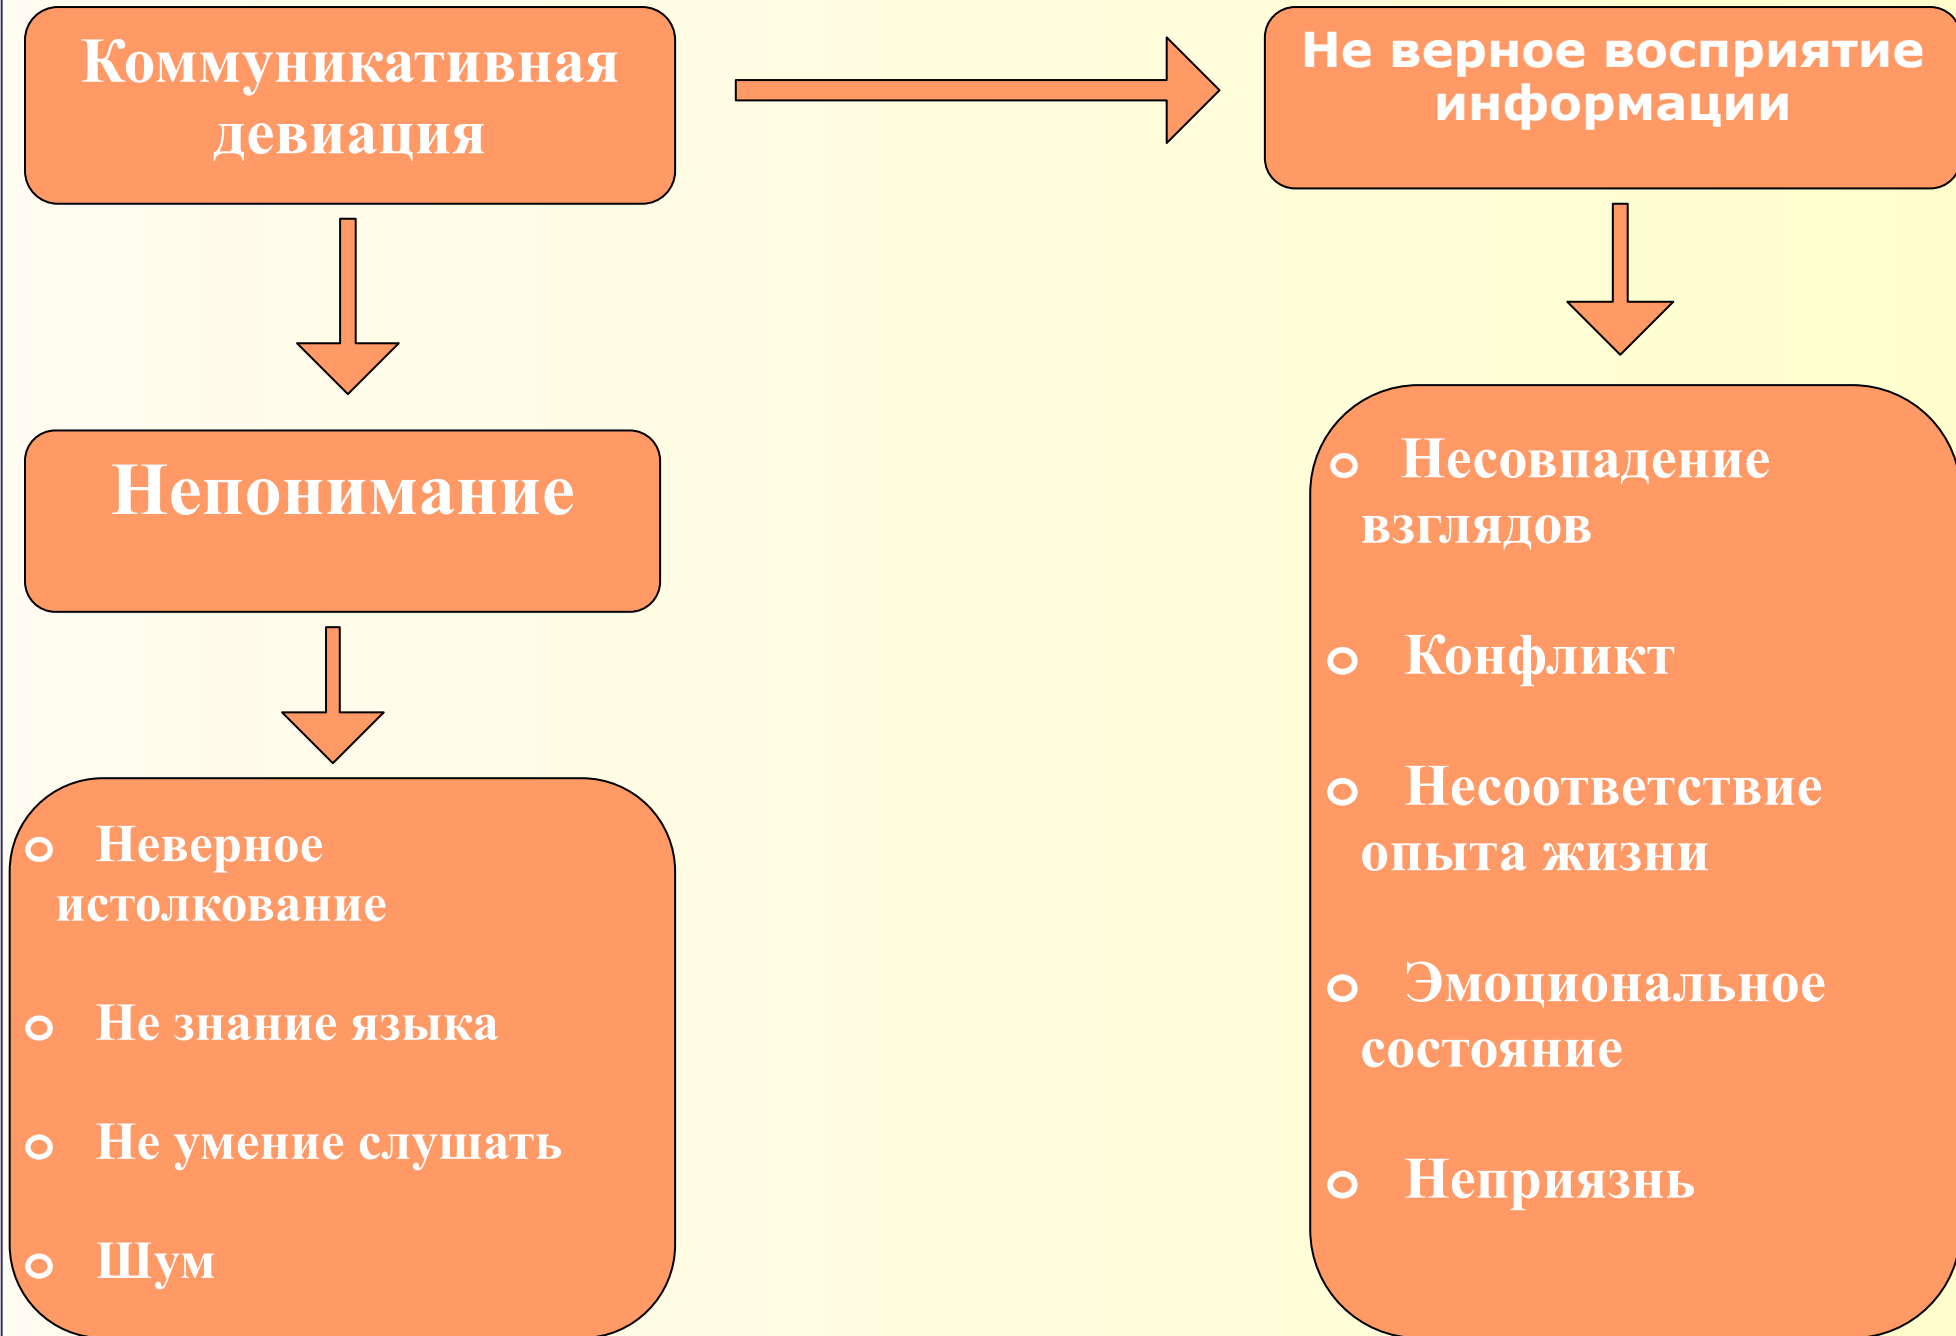 Коммуникативная
девиация
Не верное восприятие
информации
Непонимание
Неверное
истолкование
Не знание языка
Не умение слушать
Шум
Несовпадение
взглядов
Конфликт
Несоответствие
опыта жизни
Эмоциональное
состояние
Неприязнь